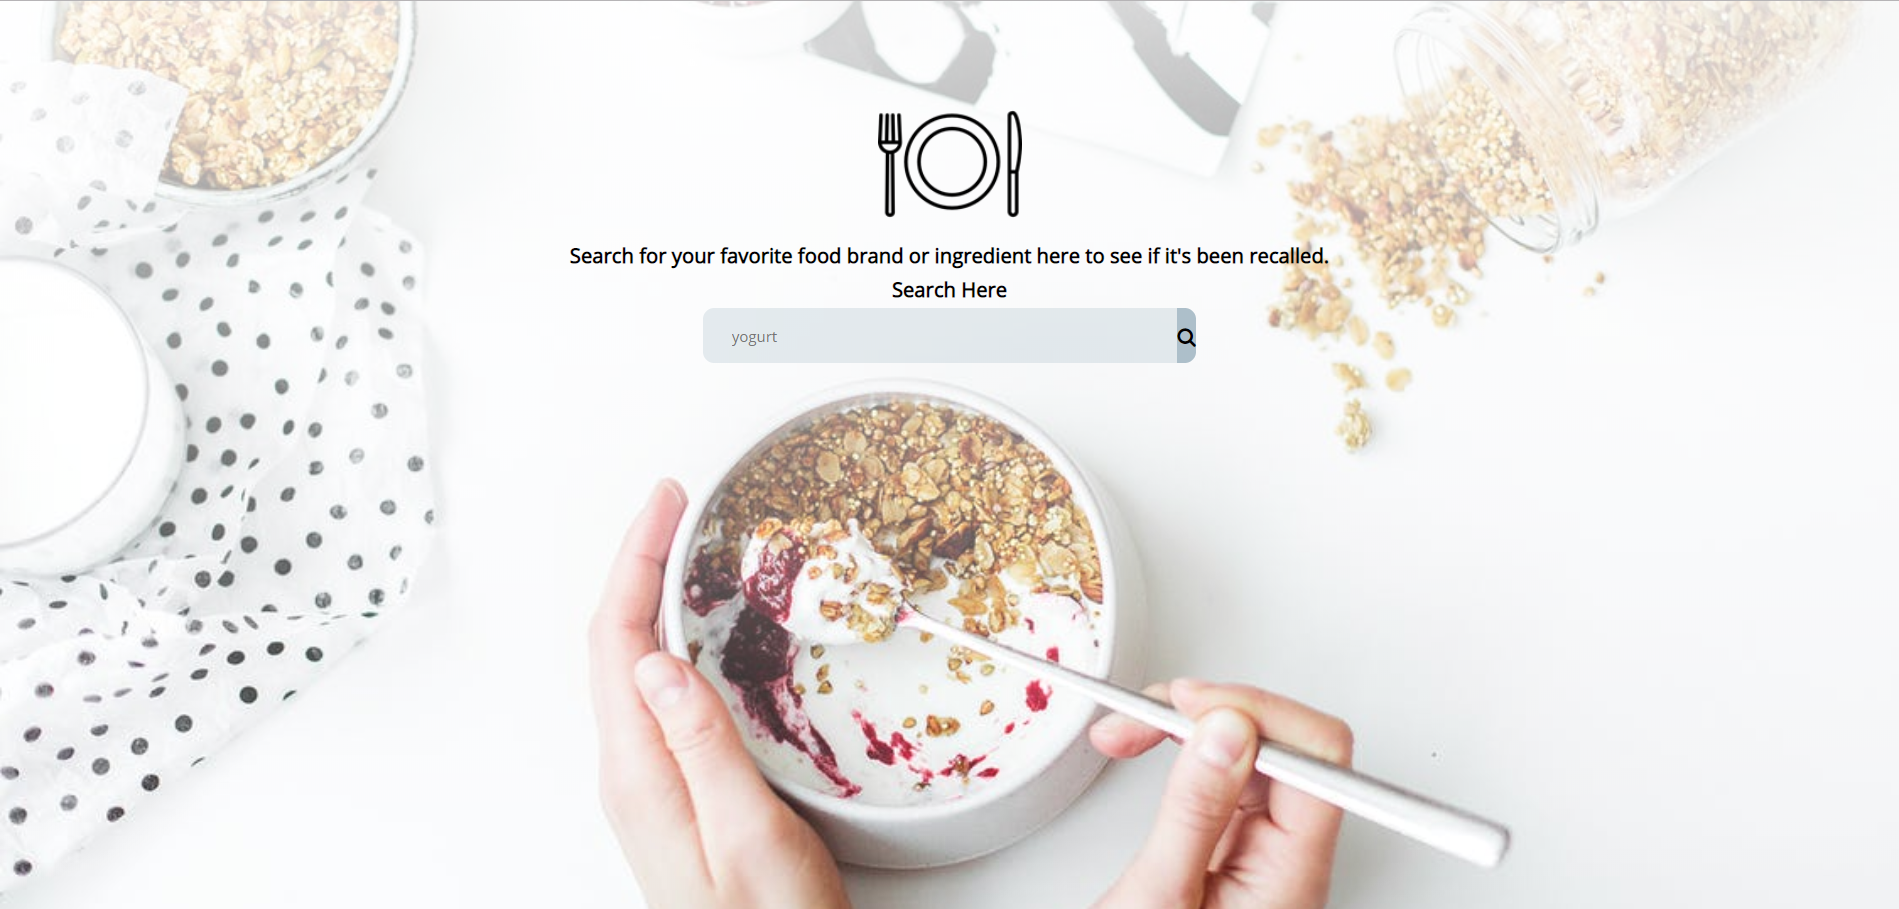 Search for your favorite food brand or ingredient here to see if it's been recalled.
Search Here
yogurt